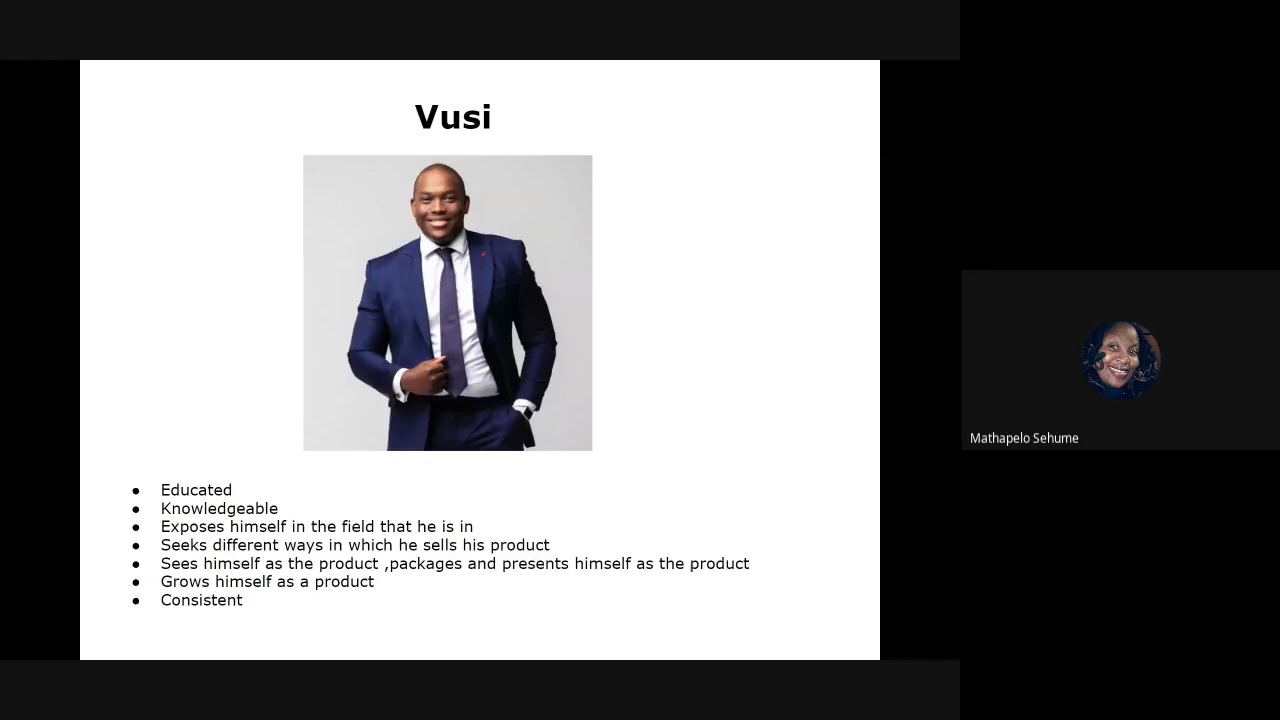 Vusi
● Educated
● Knowledgeable
● Exposes himself in the field that he is in
● Seeks different ways in which he sells his product
● Sees himself as the product ,packages and presents himself as the product
● Grows himself as a product
● Consistent
Mathapelo Sehume